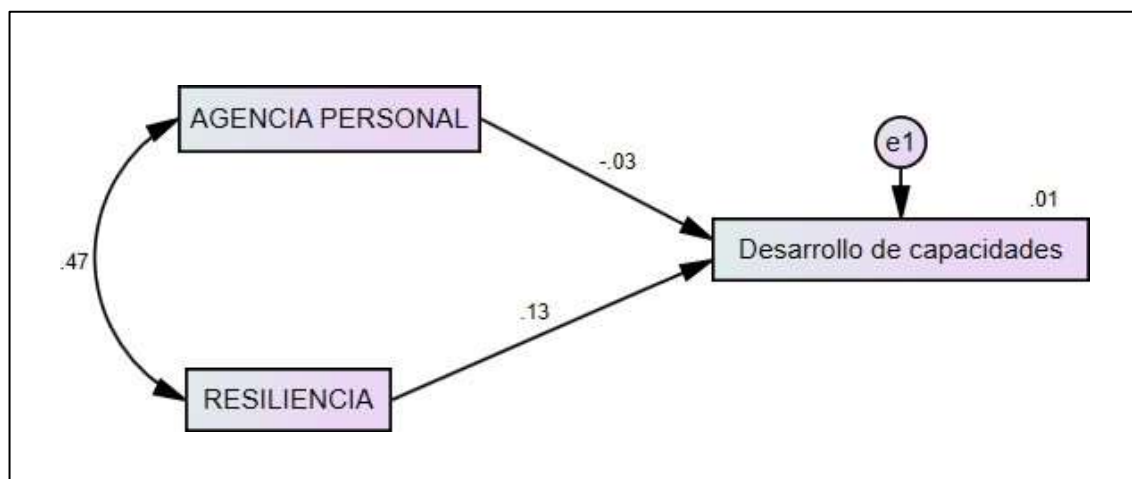 AGENCIA PERSONAL
e1
-.03
.01
Desarrollo de capacidades
.47
.13
RESILIENCIA